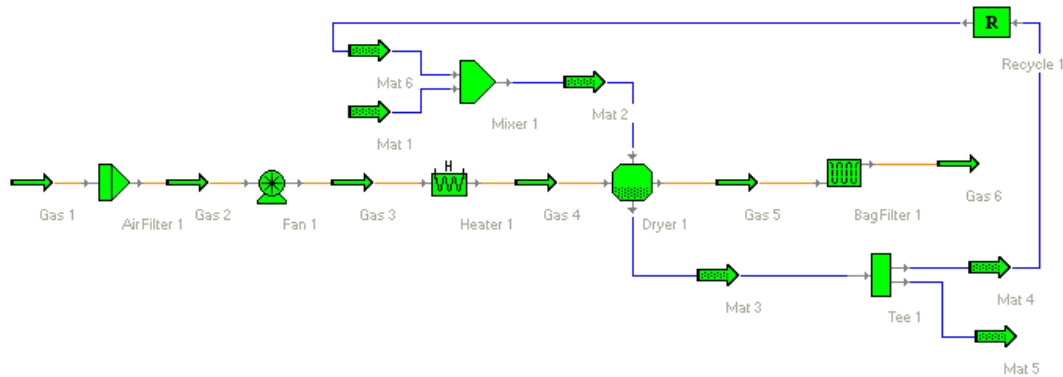 R
Recycle 1
Mat 6
Mixer 1
Mat 2
Mat 1
H
Gas 1
AirFilter 1
Gas 2
Fan 1
Gas 3
Heater 1
Gas 4
Dryer 1
Gas 5
BagFilter 1
Gas 6
Mat 3
Tee 1
Mat 4
Mat 5